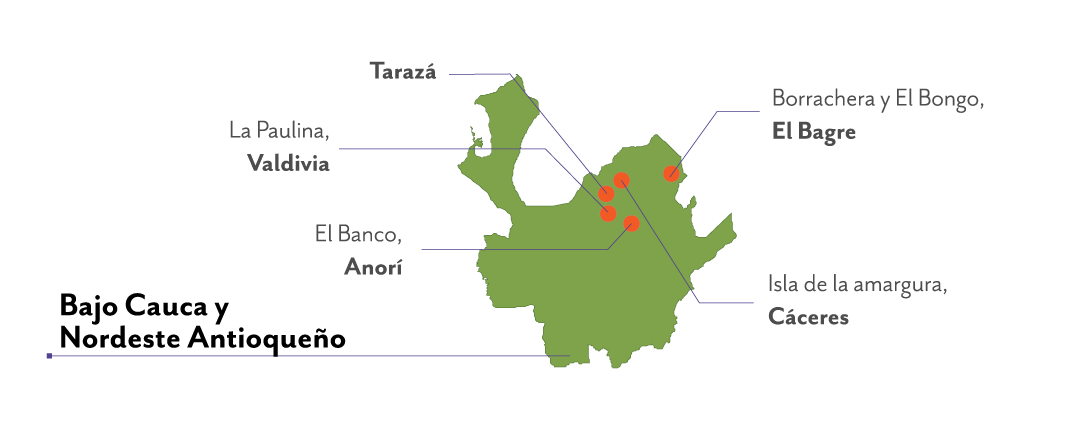 Tarazá
La Paulina,
Valdivia
El Banco,
Anorí
Bajo Cauca y
Nordeste Antioqueño
Borrachera y El Bongo,
El Bagre
Isla de la amargura,
Cáceres